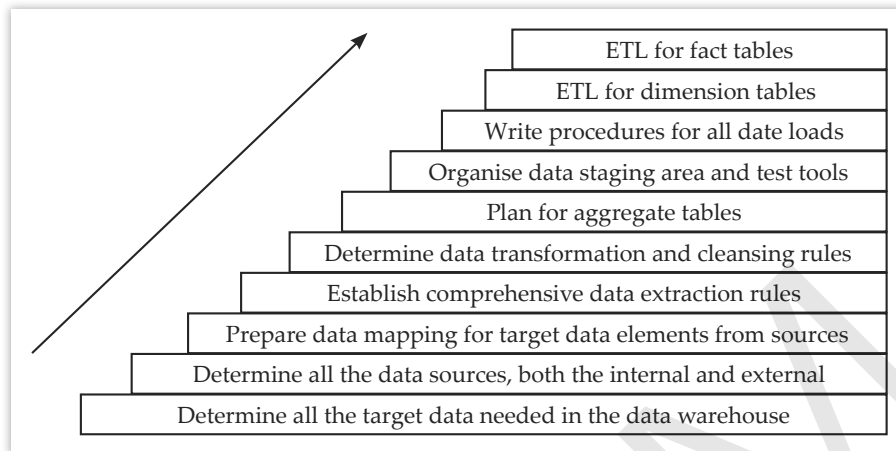 ETL for fact tables
ETL for dimension tables
Write procedures for all date loads
Organise data staging area and test tools
Plan for aggregate tables
Determine data transformation and cleansing rules
Establish comprehensive data extraction rules
Prepare data mapping for target data elements from sources
Determine all the data sources, both the internal and external
Determine all the target data needed in the data warehouse